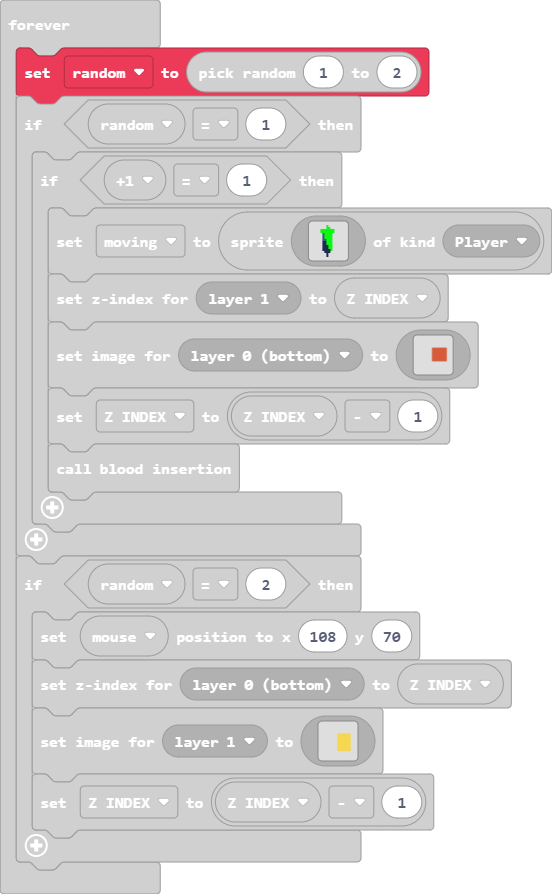 forever
set random to pick random 1 to 2
if random = 1 then
if +1 = 1 then
set moving to sprite of kind Player
set z-index for layer 1 to Z INDEX
set image for layer 0 (bottom) to
set Z INDEX to Z INDEX - 1
call blood insertion
if random = 2 then
set mouse position to x 108 y 70
set z-index for layer 0 (bottom) to Z INDEX
set image for layer 1 to
set Z INDEX to Z INDEX - 1